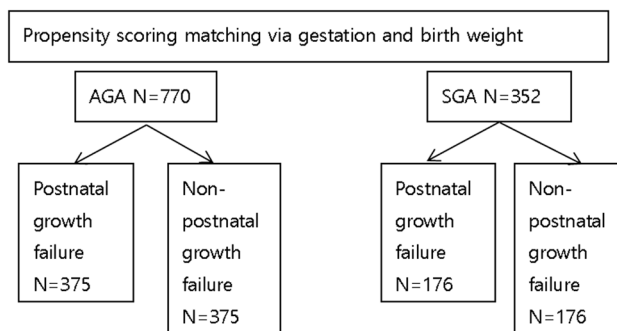 Propensity scoring matching via gestation and birth weight
AGA N=770
SGA N=352
Postnatal
growth
failure
N=375
Non-
postnatal
growth
failure
N=375
Postnatal
growth
failure
N=176
Non-
postnatal
growth
failure
N=176